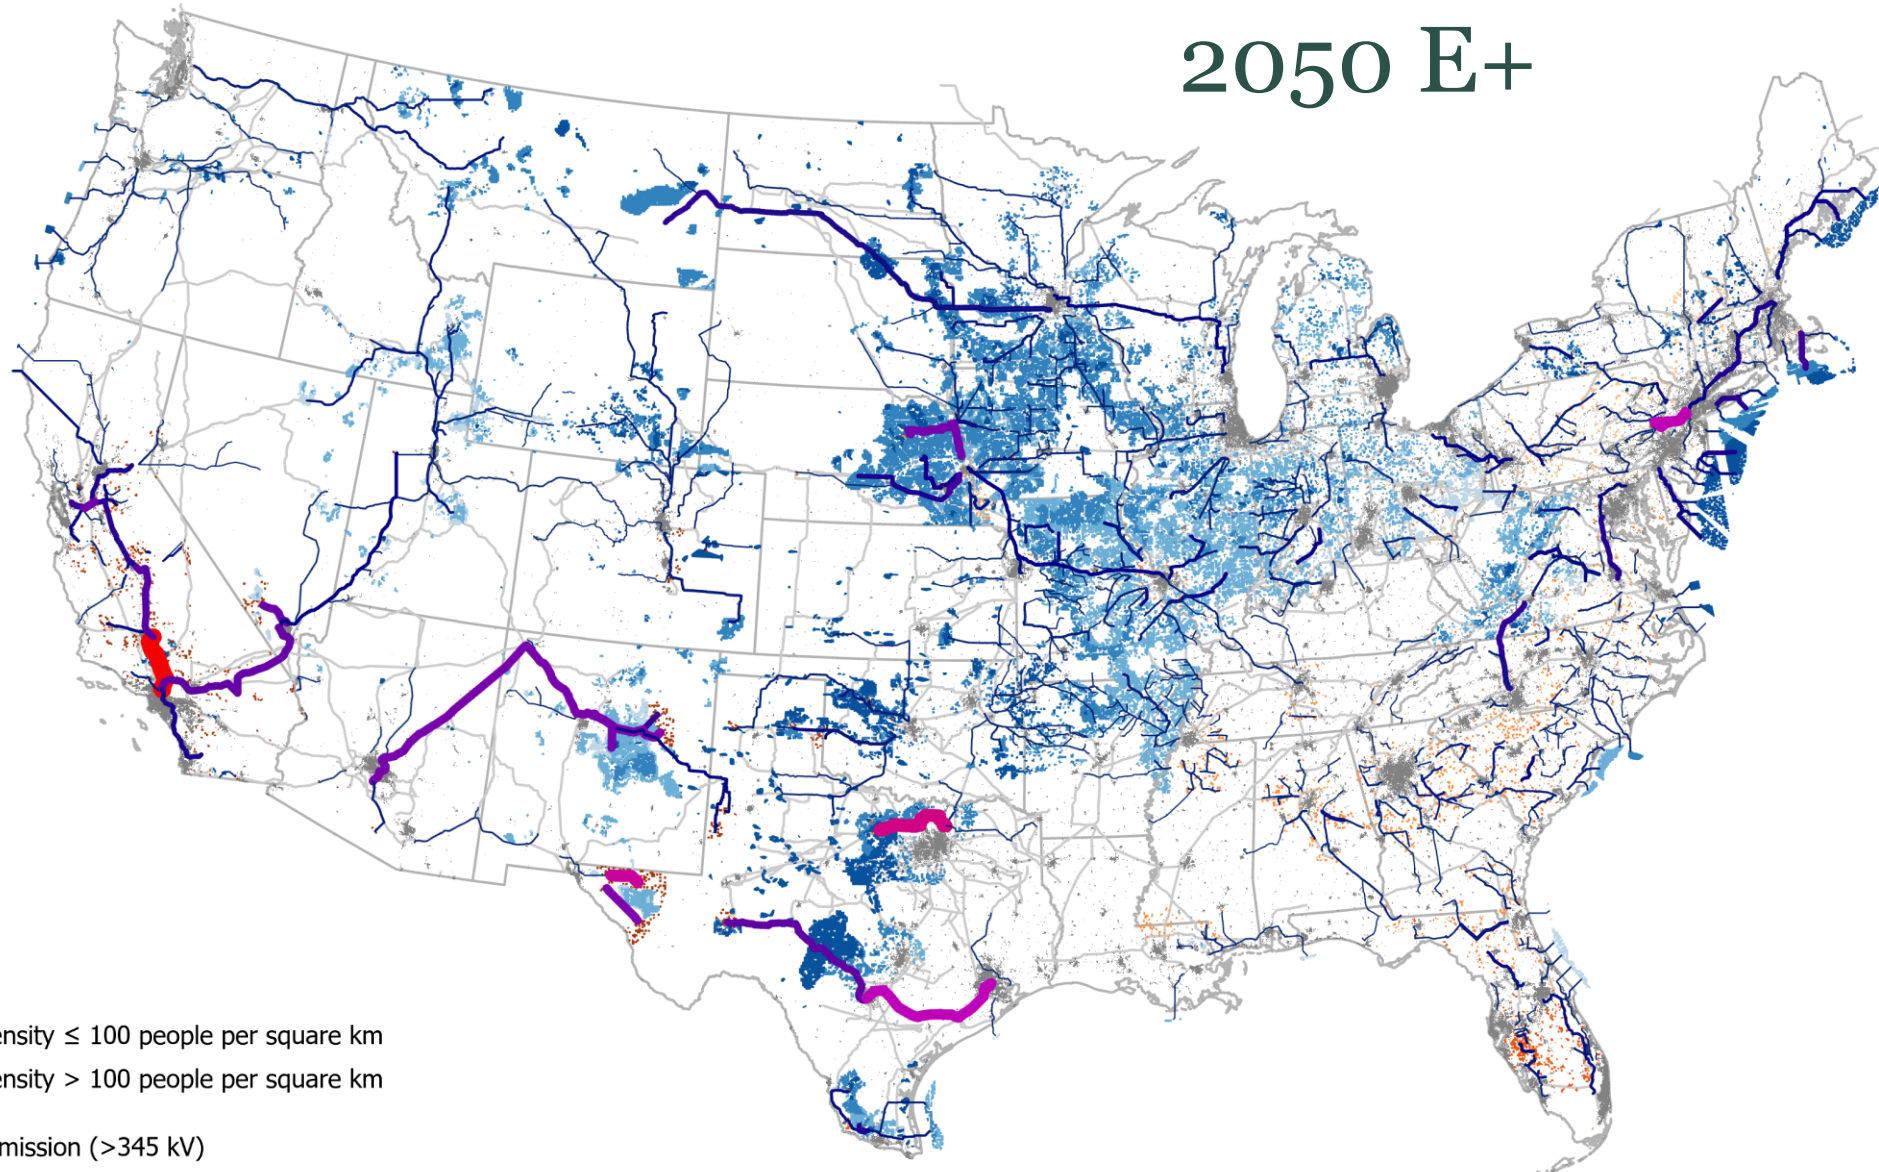 2050 E+
ensity ≤ 100 people per square km
ensity > 100 people per square km
mission (>345 kV)